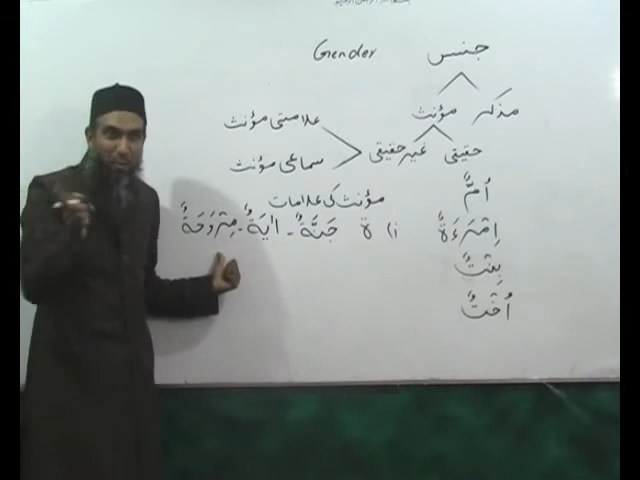 Gender جنس
مذکر مؤنث
علامتی مؤنث
حقیقی غیر حقیقی
سماعی مؤنث
أُمٌّ
مؤنث کی علامات
اِمْرَءَةٌ
i) ة جَنَّةٌ - اٰيَةٌ - مِرْوَحَةٌ
بِنْتٌ
أُخْتٌ